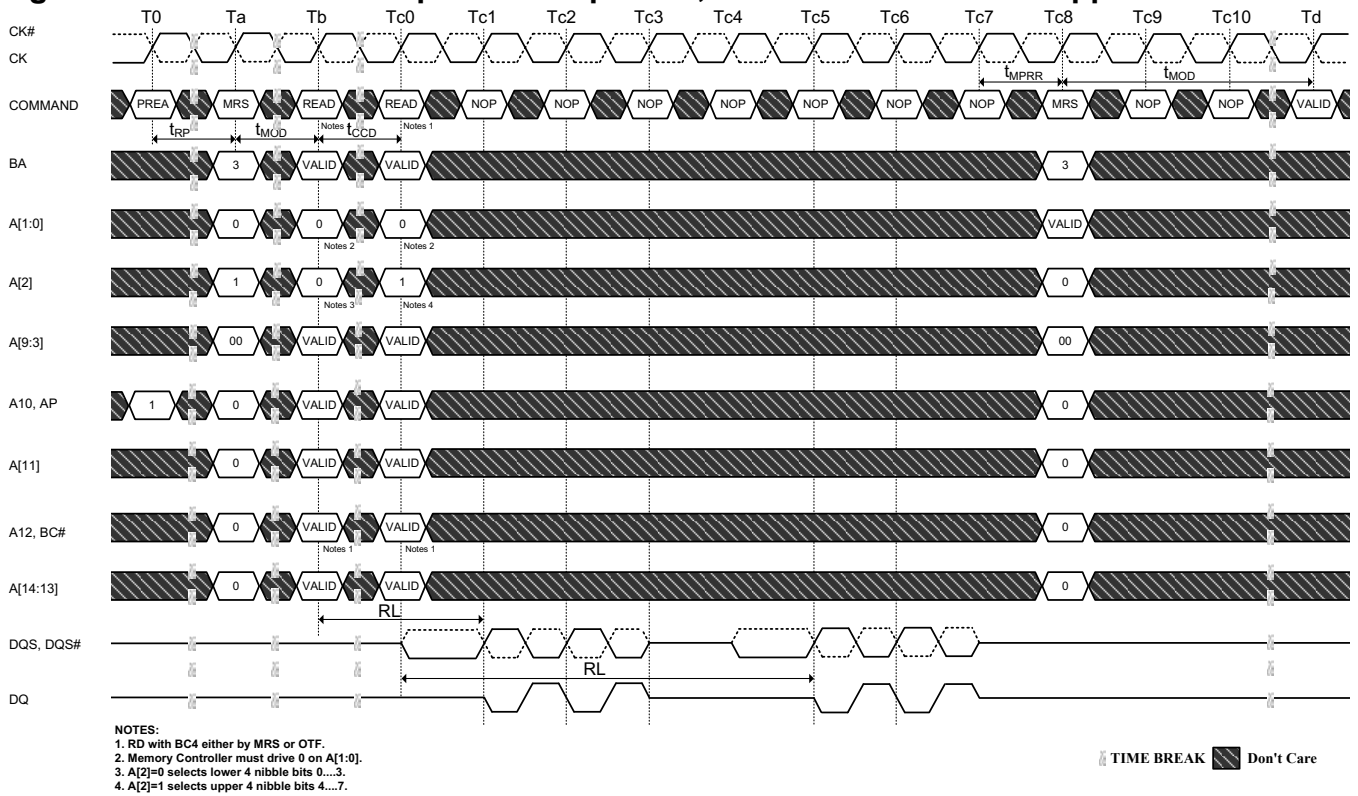 T0 Ta Tb Tc0 Tc1 Tc2 Tc3 Tc4 Tc5 Tc6 Tc7 Tc8 Tc9 Tc10 Td
CK#
CK
tMPRR tMOD
COMMAND PREA MRS READ READ NOP NOP NOP NOP NOP NOP NOP MRS NOP NOP VALID
Notes 1 Notes 1
tRP tMOD tCCD
BA 3 VALID VALID 3
A[1:0] 0 0 0 VALID
Notes 2 Notes 2
A[2] 1 0 1 0
Notes 3 Notes 4
A[9:3] 00 VALID VALID 00
A10, AP 1 0 VALID VALID 0
A[11] 0 VALID VALID 0
A12, BC# 0 VALID VALID 0
Notes 1 Notes 1
A[14:13] 0 VALID VALID 0
RL
DQS, DQS#
RL
DQ
NOTES:
1. RD with BC4 either by MRS or OTF.
2. Memory Controller must drive 0 on A[1:0].
3. A[2]=0 selects lower 4 nibble bits 0....3.
4. A[2]=1 selects upper 4 nibble bits 4....7.
TIME BREAK Don't Care